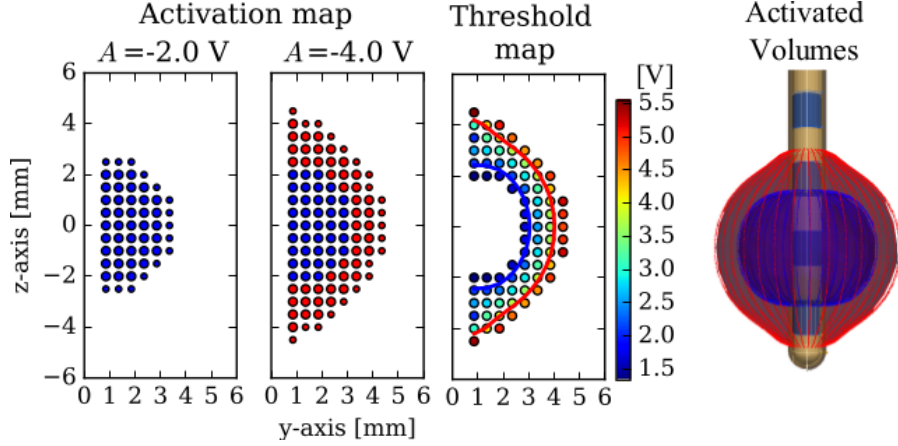 Activation map
A=-2.0 V
A=-4.0 V
Threshold
map
Activated
Volumes
[V]
6
4
2
0
−2
−4
−6
z-axis [mm]
0 1 2 3 4 5 6
0 1 2 3 4 5 6
0 1 2 3 4 5 6
y-axis [mm]
5.5
5.0
4.5
4.0
3.5
3.0
2.5
2.0
1.5